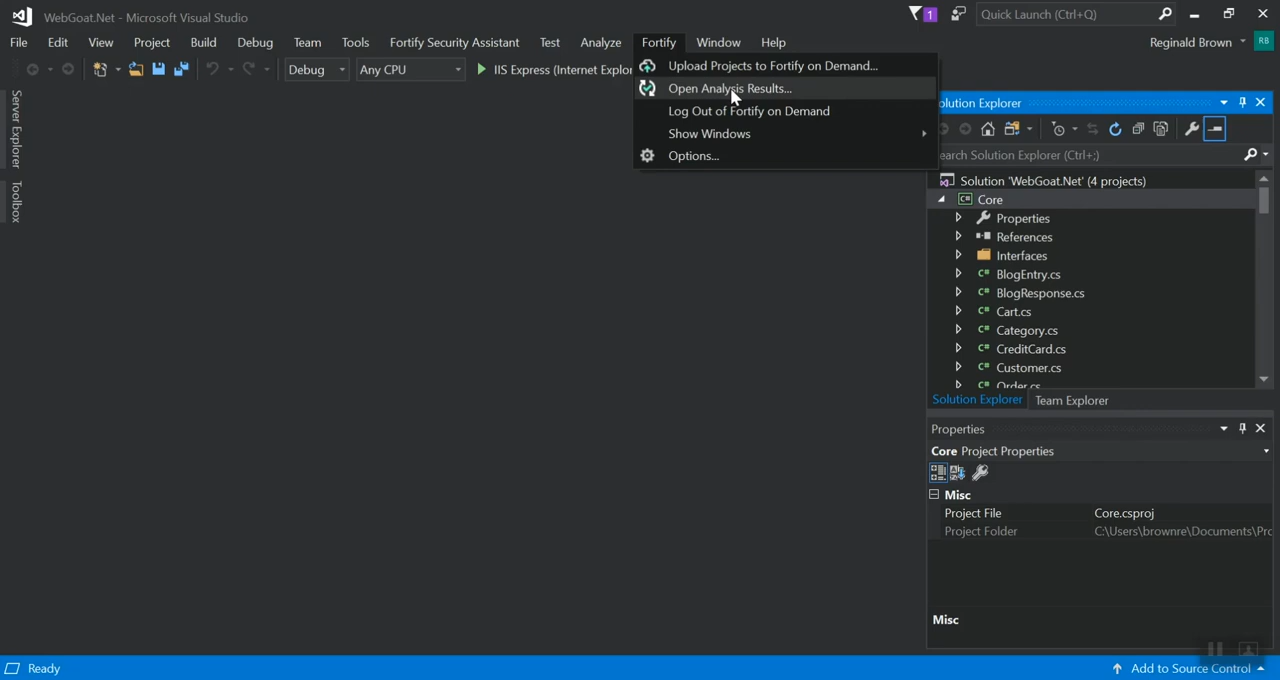 WebGoat.Net - Microsoft Visual Studio
1
Quick Launch (Ctrl+Q)
File Edit View Project Build Debug Team Tools Fortify Security Assistant Test Analyze Fortify Window Help
Reginald Brown RB
Debug Any CPU IIS Express (Internet Explor
Upload Projects to Fortify on Demand...
Open Analysis Results...
Log Out of Fortify on Demand
Show Windows
Options...
Server Explorer
Toolbox
olution Explorer
earch Solution Explorer (Ctrl+;)
Solution 'WebGoat.Net' (4 projects)
Core
Properties
References
Interfaces
BlogEntry.cs
BlogResponse.cs
Cart.cs
Category.cs
CreditCard.cs
Customer.cs
Order.cs
Solution Explorer Team Explorer
Properties
Core Project Properties
Misc
Project File Core.csproj
Project Folder C:\Users\brownre\Documents\Prc
Misc
Ready
Add to Source Control